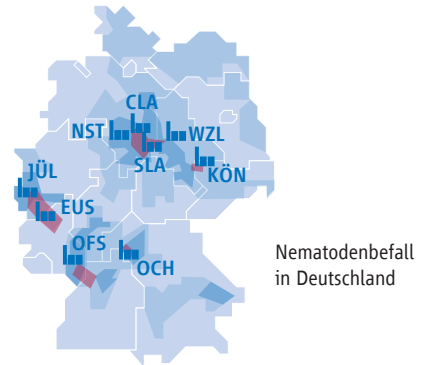 CLA
NST
WZL
SLA
KÖN
JÜL
EUS
OFS
OCH
Nematodenbefall
in Deutschland